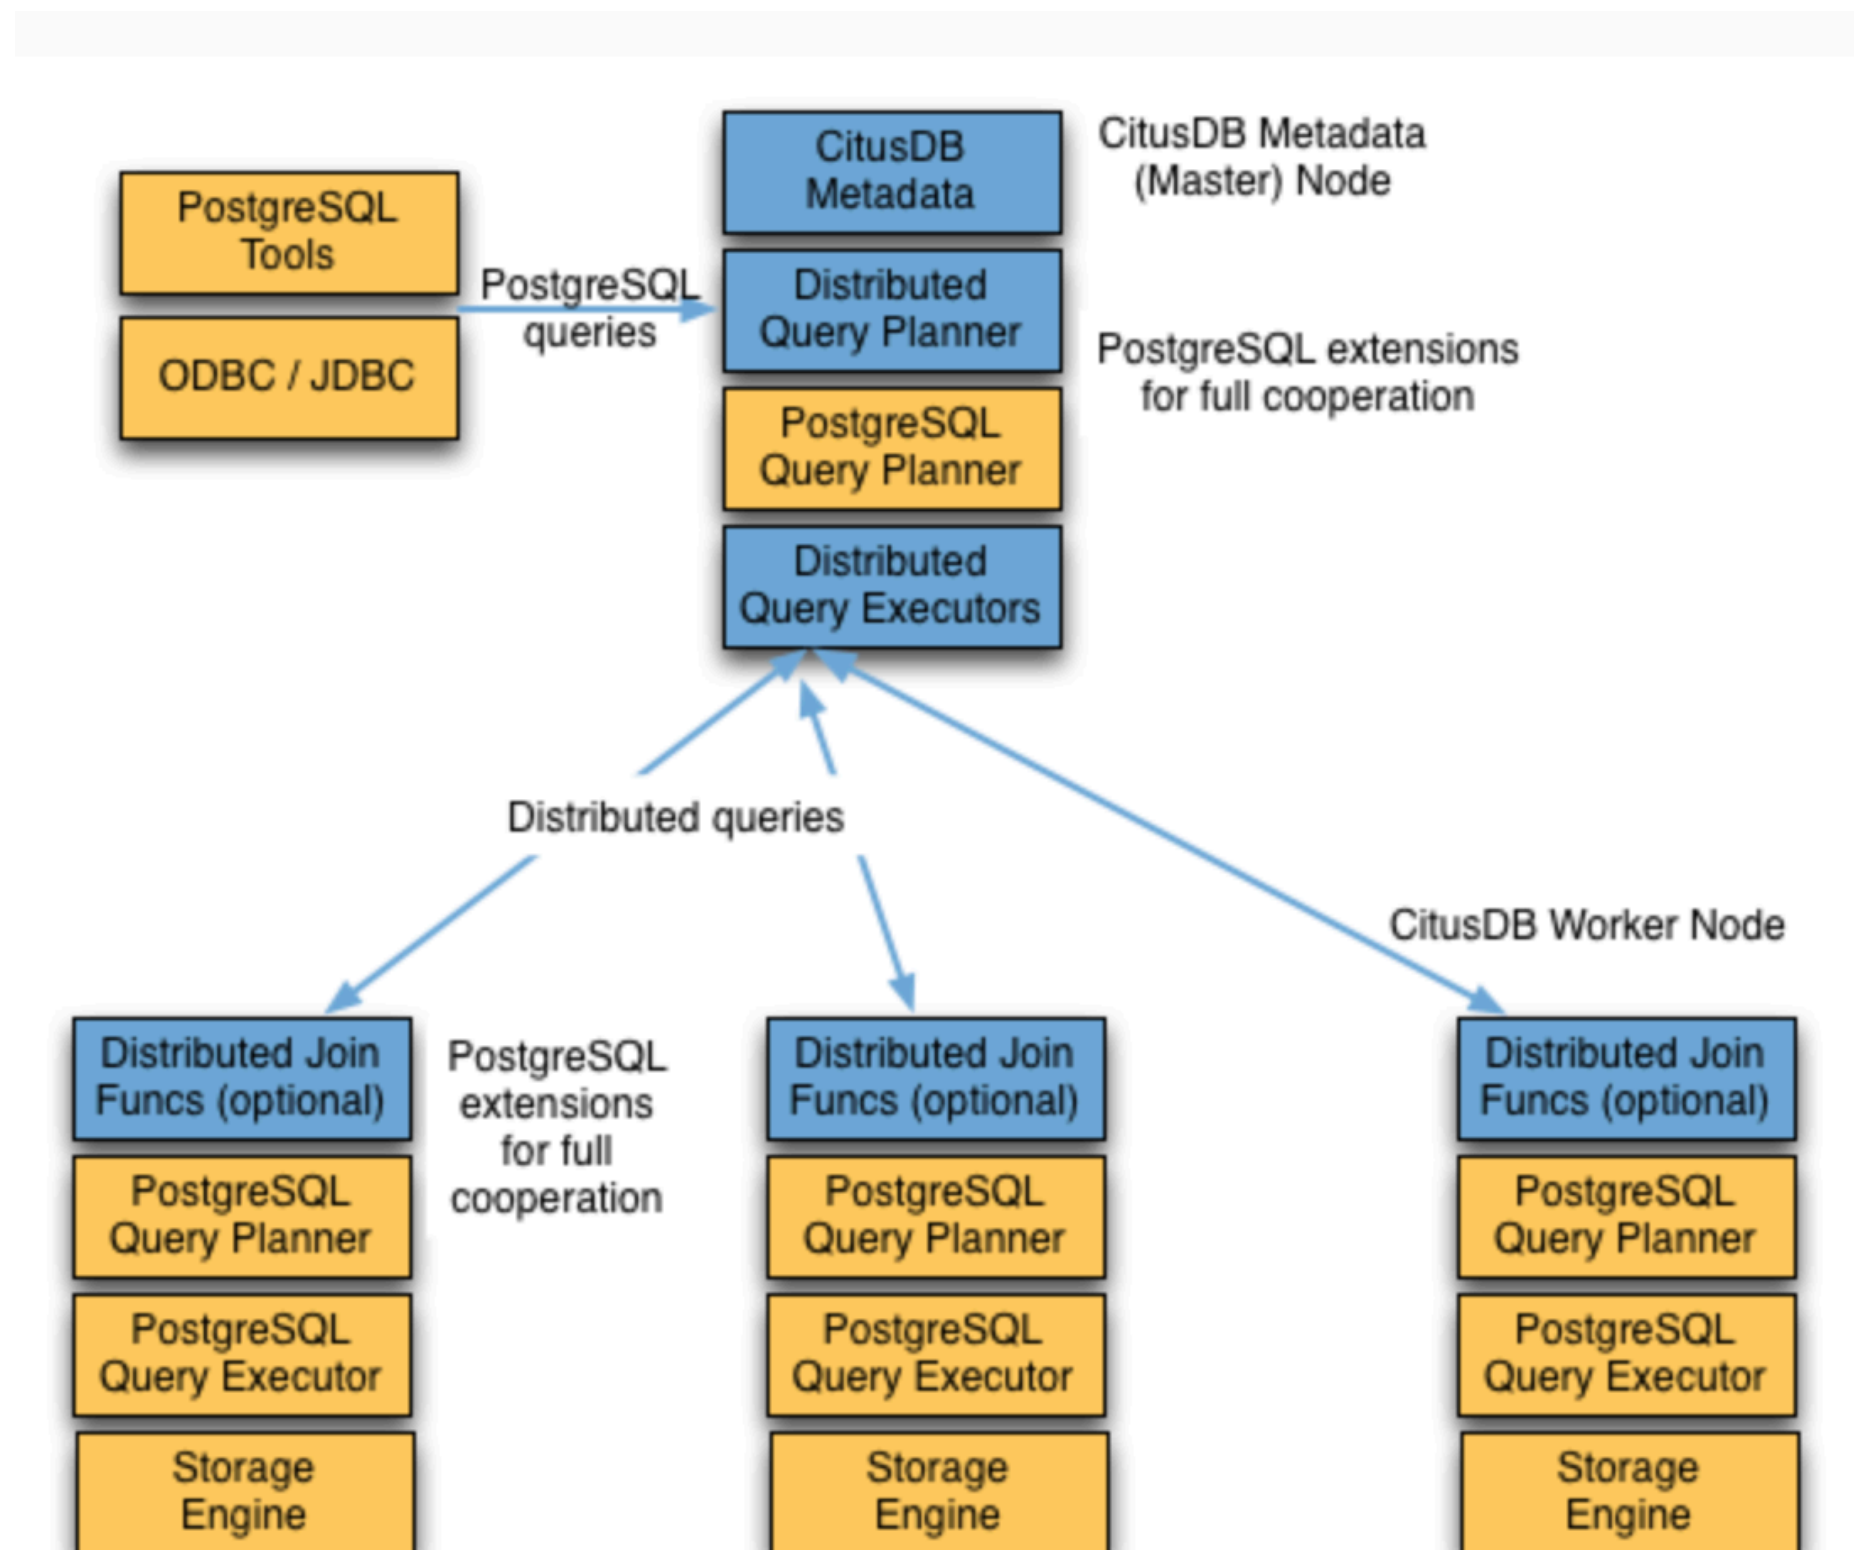 CitusDB
Metadata
CitusDB Metadata
(Master) Node
PostgreSQL
Tools
ODBC / JDBC
PostgreSQL
queries
Distributed
Query Planner
PostgreSQL extensions
for full cooperation
PostgreSQL
Query Planner
Distributed
Query Executors
Distributed queries
CitusDB Worker Node
Distributed Join
Funcs (optional)
PostgreSQL
Query Planner
PostgreSQL
Query Executor
Storage
Engine
PostgreSQL
extensions
for full
cooperation
Distributed Join
Funcs (optional)
PostgreSQL
Query Planner
PostgreSQL
Query Executor
Storage
Engine
Distributed Join
Funcs (optional)
PostgreSQL
Query Planner
PostgreSQL
Query Executor
Storage
Engine